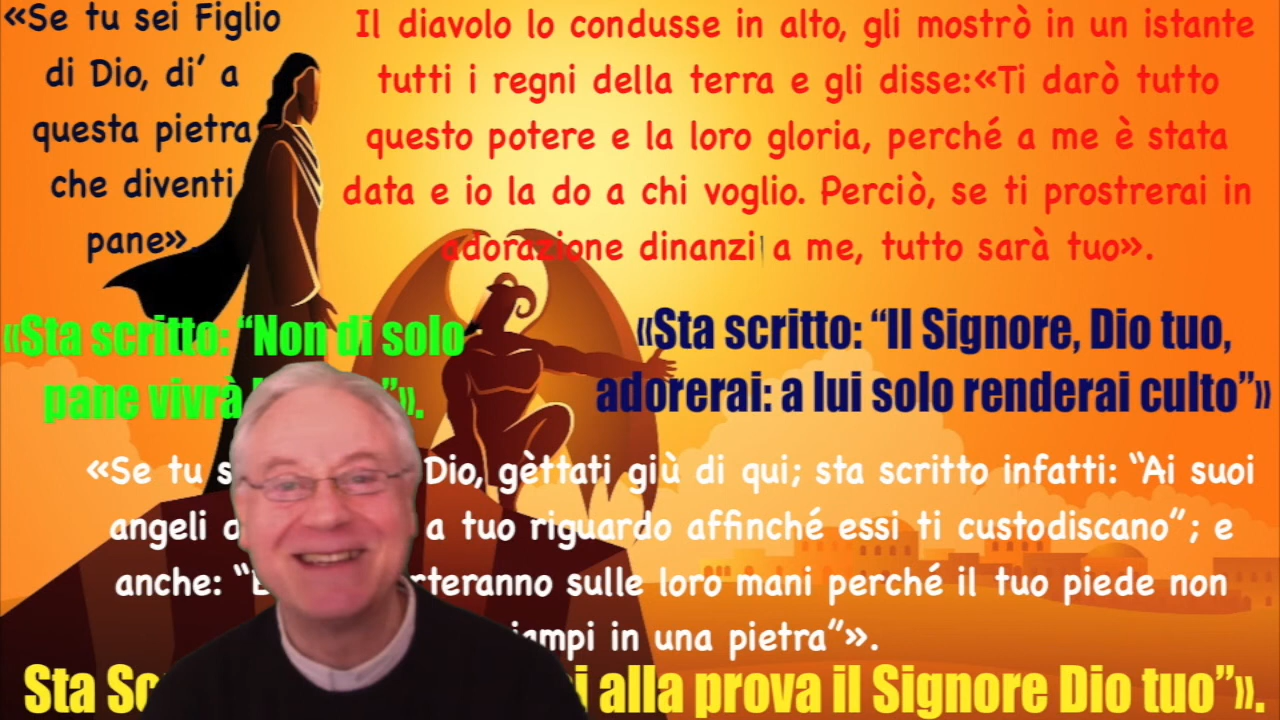 «Se tu sei Figlio
di Dio, di’ a
questa pietra
che diventi
pane»
Il diavolo lo condusse in alto, gli mostrò in un istante
tutti i regni della terra e gli disse:«Ti darò tutto
questo potere e la loro gloria, perché a me è stata
data e io la do a chi voglio. Perciò, se ti prostrerai in
adorazione dinanzi a me, tutto sarà tuo».
«Sta scritto: “Non di solo
pane vivrà ”».
«Sta scritto: “Il Signore, Dio tuo,
adorerai: a lui solo renderai culto”»
«Se tu Dio, gèttati giù di qui; sta scritto infatti: “Ai suoi
angeli a tuo riguardo affinché essi ti custodiscano”; e
anche: “ sulle loro mani perché il tuo piede non
in una pietra”».
Sta alla prova il Signore Dio tuo”».